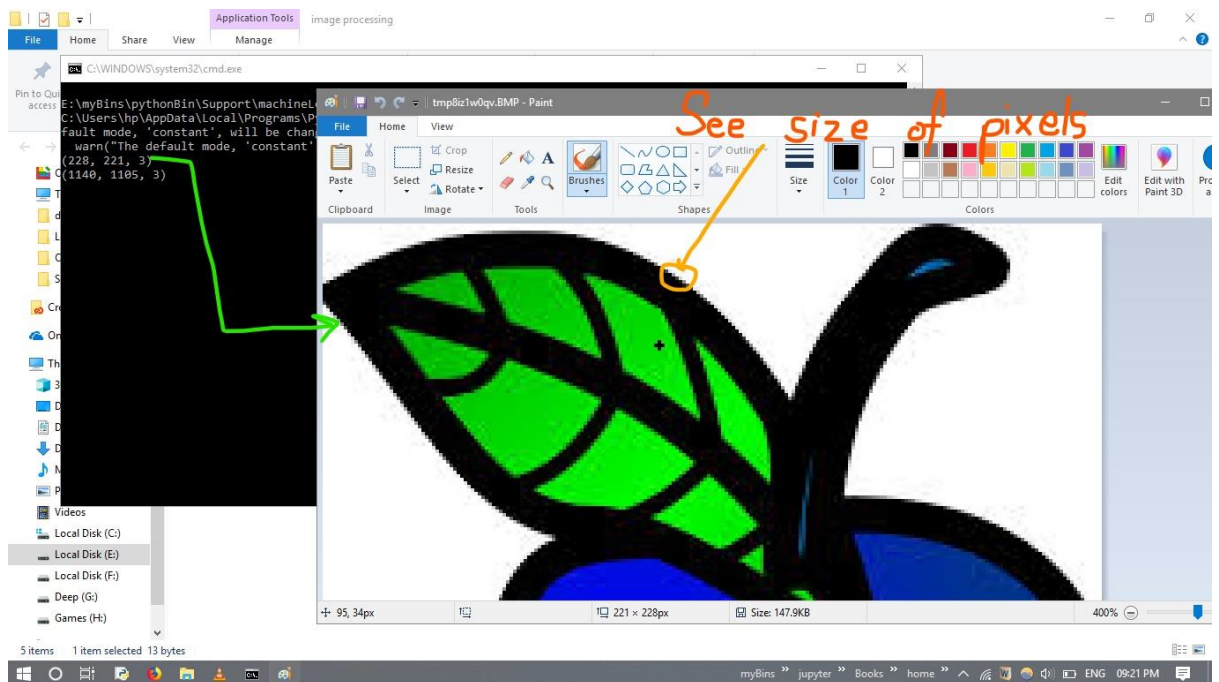 Application Tools
image processing
File
Home
Share
View
Manage
C:\WINDOWS\system32\cmd.exe
Pin to Qui
access
E:\myBins\pythonBin\Support\machineL
C:\Users\hp\AppData\Local\Programs\P
fault mode, 'constant', will be chan
warn("The default mode, 'constant'
(228, 221, 3)
(1140, 1105, 3)
tmp8iz1w0qv.BMP - Paint
See size of pixels
File
Home
View
Paste
Select
Crop
Resize
Rotate
Brushes
Outline
Fill
Size
Color 1
Color 2
Edit colors
Edit with Paint 3D
Clipboard
Image
Tools
Shapes
Colors
Videos
Local Disk (C:)
Local Disk (E:)
Local Disk (F:)
Deep (G:)
Games (H:)
95, 34px
221 × 228px
Size: 147.9KB
400%
5 items
1 item selected 13 bytes
myBins
jupyter
Books
home
ENG
09:21 PM